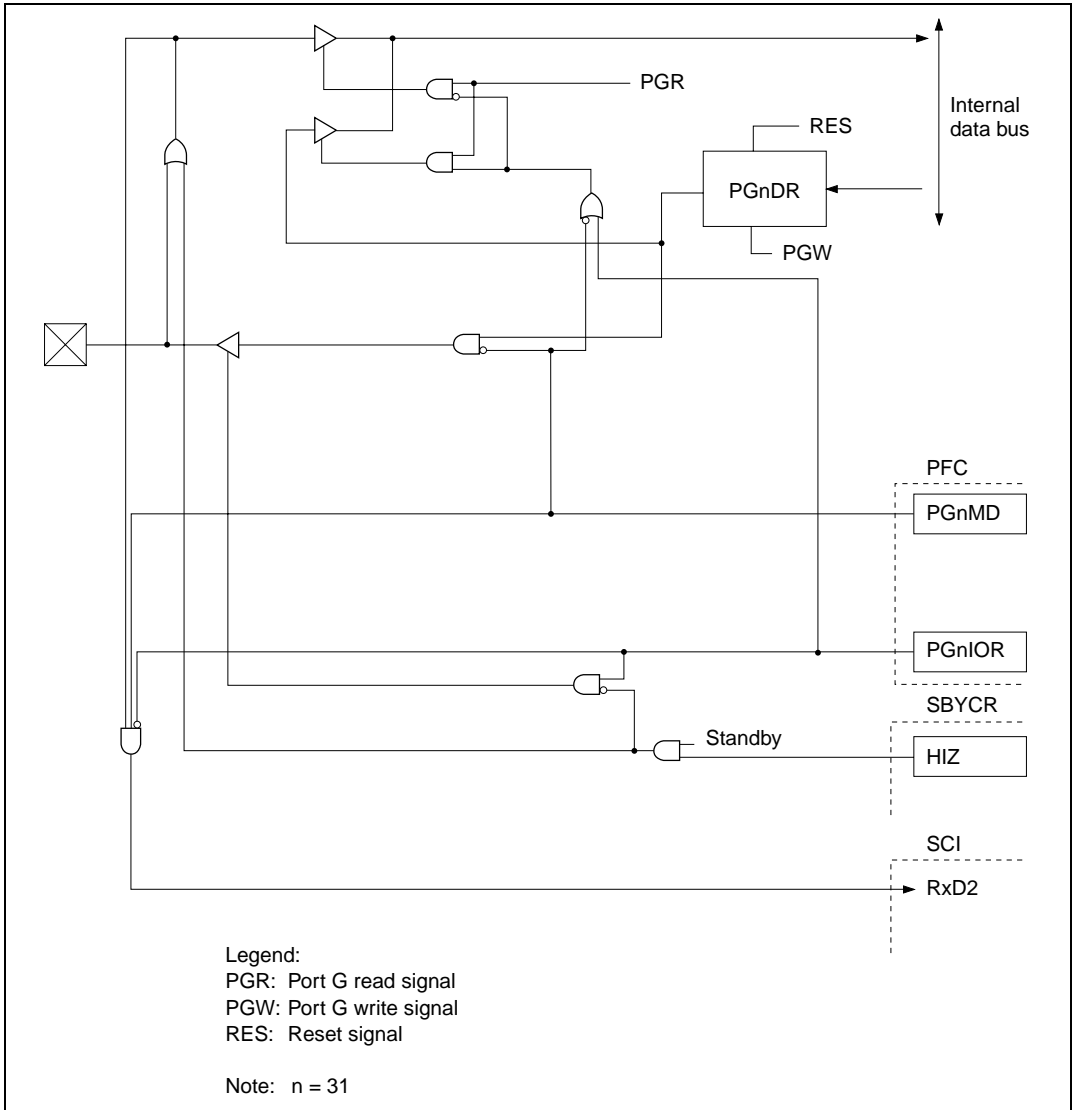 PGR
Internal
data bus
RES
PGnDR
PGW
PFC
PGnMD
PGnIOR
SBYCR
Standby
HIZ
SCI
RxD2
Legend:
PGR: Port G read signal
PGW: Port G write signal
RES: Reset signal
Note: n = 31